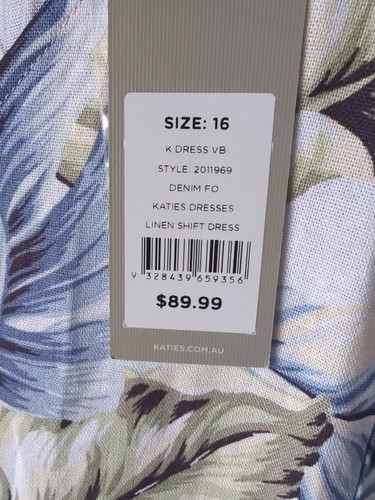 SIZE: 16
K DRESS VB
STYLE: 2011969
DENIM FO
KATIES DRESSES
LINEN SHIFT DRESS
9 328439 659356
$89.99
KATIES.COM.AU